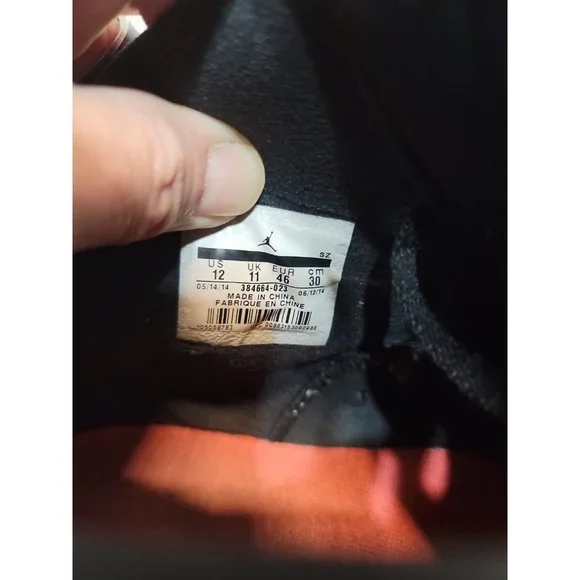 SZ
US UK EUR cm
12 11 46 30
05/14/14 384664-023 06/12/14
MADE IN CHINA
FABRIQUE EN CHINE